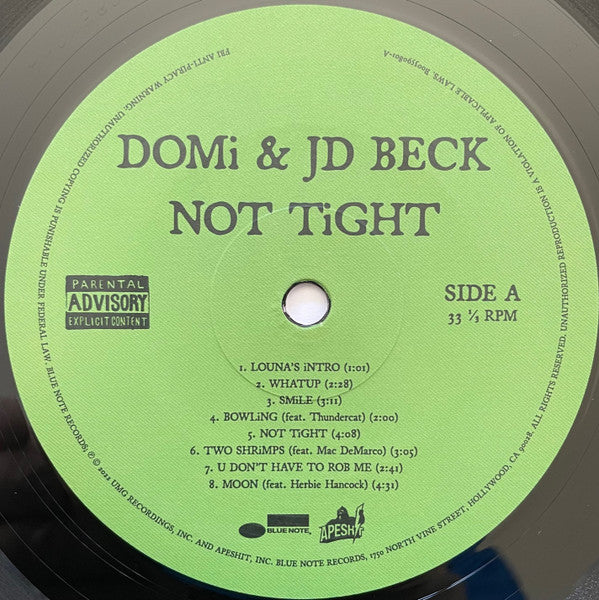 FBI ANTI-PIRACY WARNING: UNAUTHORIZED COPYING IS PUNISHABLE UNDER FEDERAL LAW.
B003559801-A
DOMi & JD BECK
NOT TiGHT
PARENTAL
ADVISORY
EXPLICIT CONTENT
SIDE A
33 ⅓ RPM
1. LOUNA'S iNTRO (1:01)
2. WHATUP (2:28)
3. SMiLE (3:11)
4. BOWLiNG (feat. Thundercat) (2:00)
5. NOT TiGHT (4:08)
6. TWO SHRiMPS (feat. Mac DeMarco) (3:05)
7. U DON'T HAVE TO ROB ME (2:41)
8. MOON (feat. Herbie Hancock) (4:31)
BLUE NOTE
APESHIT
BLUE NOTE RECORDS; ℗ © 2022 UMG RECORDINGS, INC. AND APESHIT, INC. BLUE NOTE RECORDS, 1750 NORTH VINE STREET, HOLLYWOOD, CA 90028. ALL RIGHTS RESERVED. UNAUTHORIZED REPRODUCTION IS A VIOLATION OF APPLICABLE LAWS.